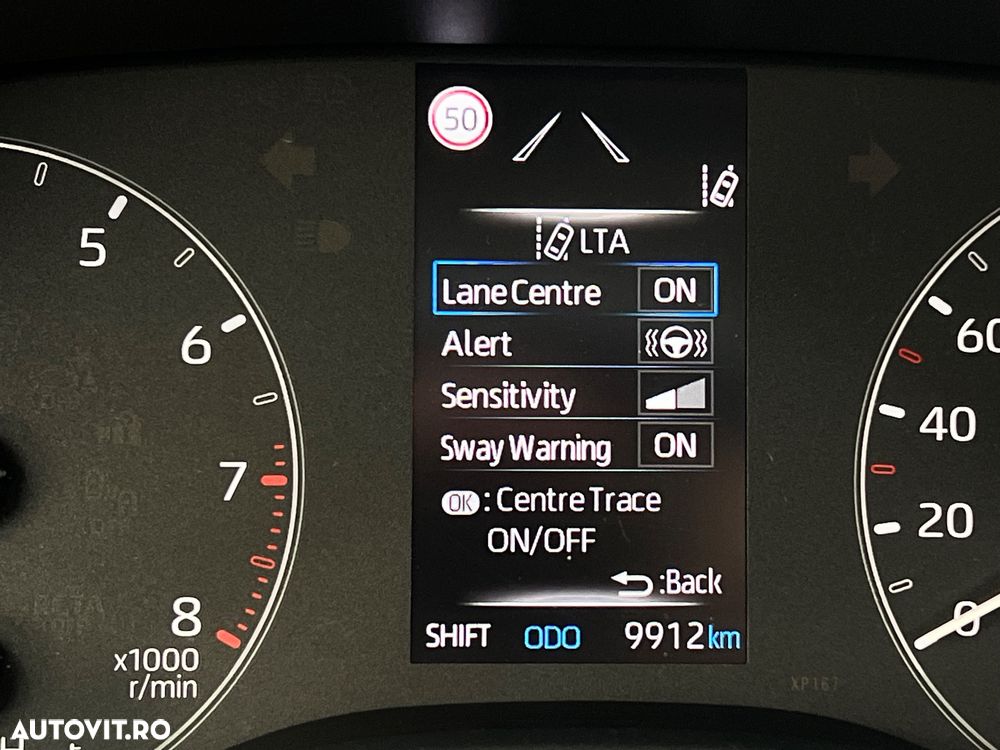 50
LTA
Lane Centre ON
Alert
Sensitivity
Sway Warning ON
OK : Centre Trace
ON/OFF
:Back
SHIFT ODO 9912 km
5
6
7
8
x1000
r/min
60
40
20
0
XP167
AUTOVIT.RO